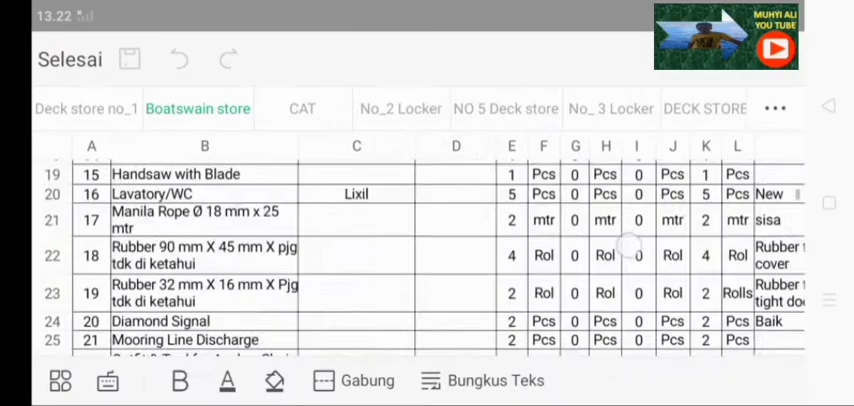 13.22
MUHYI ALI
YOU TUBE
Selesai
Deck store no_1 Boatswain store CAT No_2 Locker NO 5 Deck store No_ 3 Locker DECK STORE
A B C D E F G H I J K L
19 15 Handsaw with Blade 1 Pcs 0 Pcs 0 Pcs 1 Pcs
20 16 Lavatory/WC Lixil 5 Pcs 0 Pcs 0 Pcs 5 Pcs New
21 17 Manila Rope Ø 18 mm x 25 mtr 2 mtr 0 mtr 0 mtr 2 mtr sisa
22 18 Rubber 90 mm X 45 mm X pjg tdk di ketahui 4 Rol 0 Rol 0 Rol 4 Rol Rubber cover
23 19 Rubber 32 mm X 16 mm X Pjg tdk di ketahui 2 Rol 0 Rol 0 Rol 2 Rolls Rubber tight
24 20 Diamond Signal 2 Pcs 0 Pcs 0 Pcs 2 Pcs Baik
25 21 Mooring Line Discharge 2 Pcs 0 Pcs 0 Pcs 2 Pcs
B A Gabung Bungkus Teks